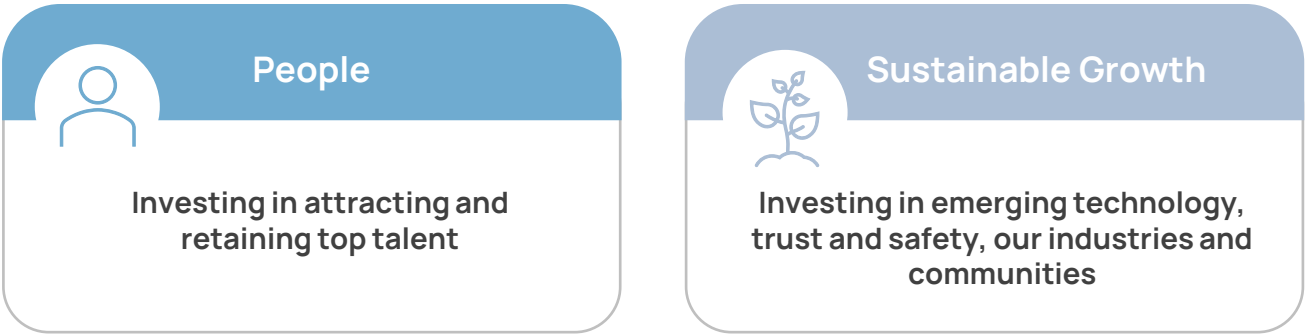 People
Investing in attracting and
retaining top talent
Sustainable Growth
Investing in emerging technology,
trust and safety, our industries and
communities